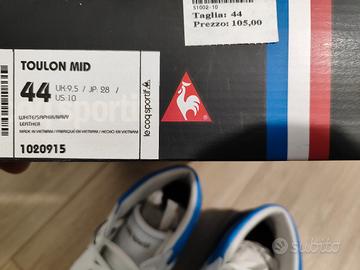 S1002-10
Taglia: 44
Prezzo: 105,00
TOULON MID
44
UK:9,5 / JP:28 /
US:10
WHITE/SAPHIR/NAVY
LEATHER
MADE IN VIETNAM / FABRIQUÉ EN VIETNAM / HECHO EN VIETNAM
1020915
le coq sportif
subito